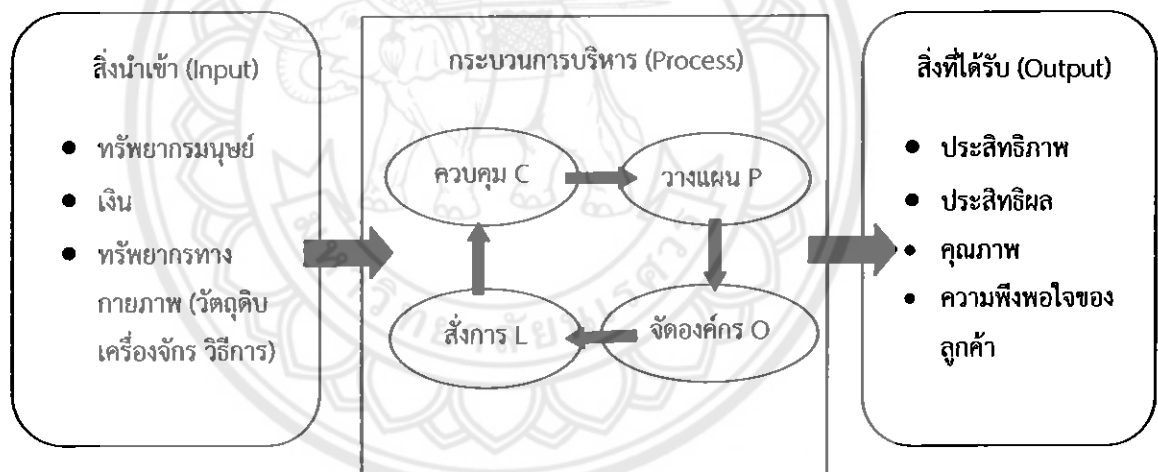 สิ่งนำเข้า (Input)
● ทรัพยากรมนุษย์
● เงิน
● ทรัพยากรทาง
กายภาพ (วัตถุดิบ
เครื่องจักร วิธีการ)
กระบวนการบริหาร (Process)
ควบคุม C
วางแผน P
สั่งการ L
จัดองค์กร O
สิ่งที่ได้รับ (Output)
● ประสิทธิภาพ
● ประสิทธิผล
● คุณภาพ
● ความพึงพอใจของ
ลูกค้า